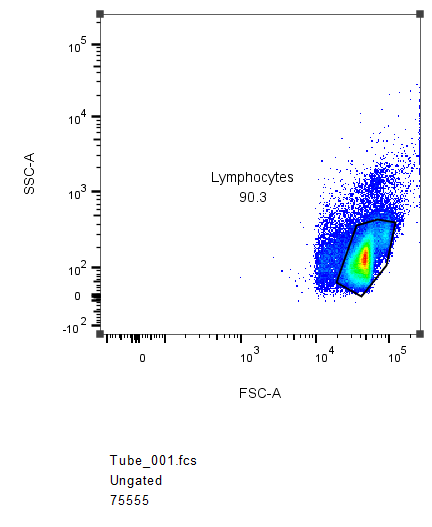 10^5
10^4
SSC-A
Lymphocytes
90.3
10^3
10^2
0
-10^2
0
10^3
10^4
10^5
FSC-A
Tube_001.fcs
Ungated
75555